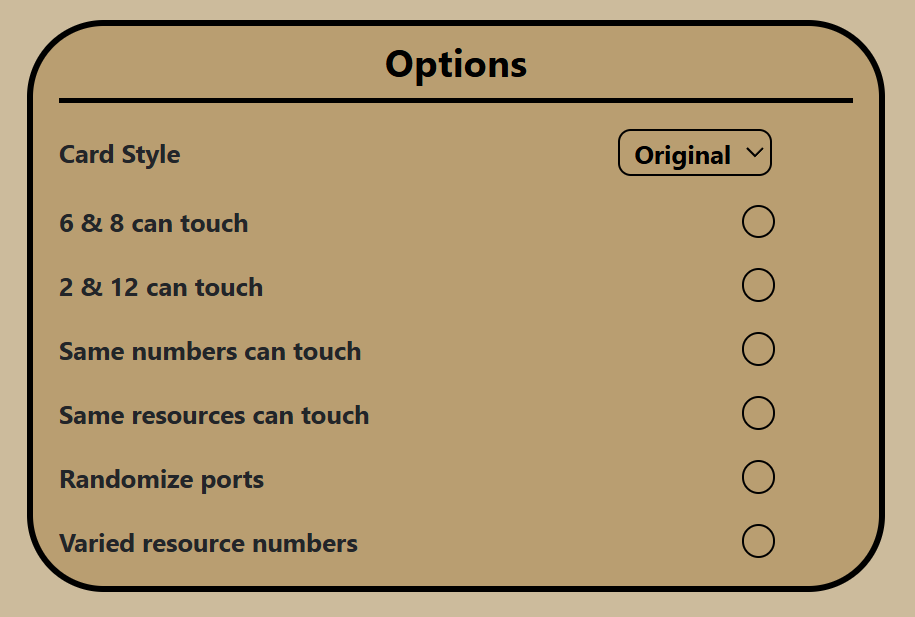 Options
Card Style Original
6 & 8 can touch
2 & 12 can touch
Same numbers can touch
Same resources can touch
Randomize ports
Varied resource numbers